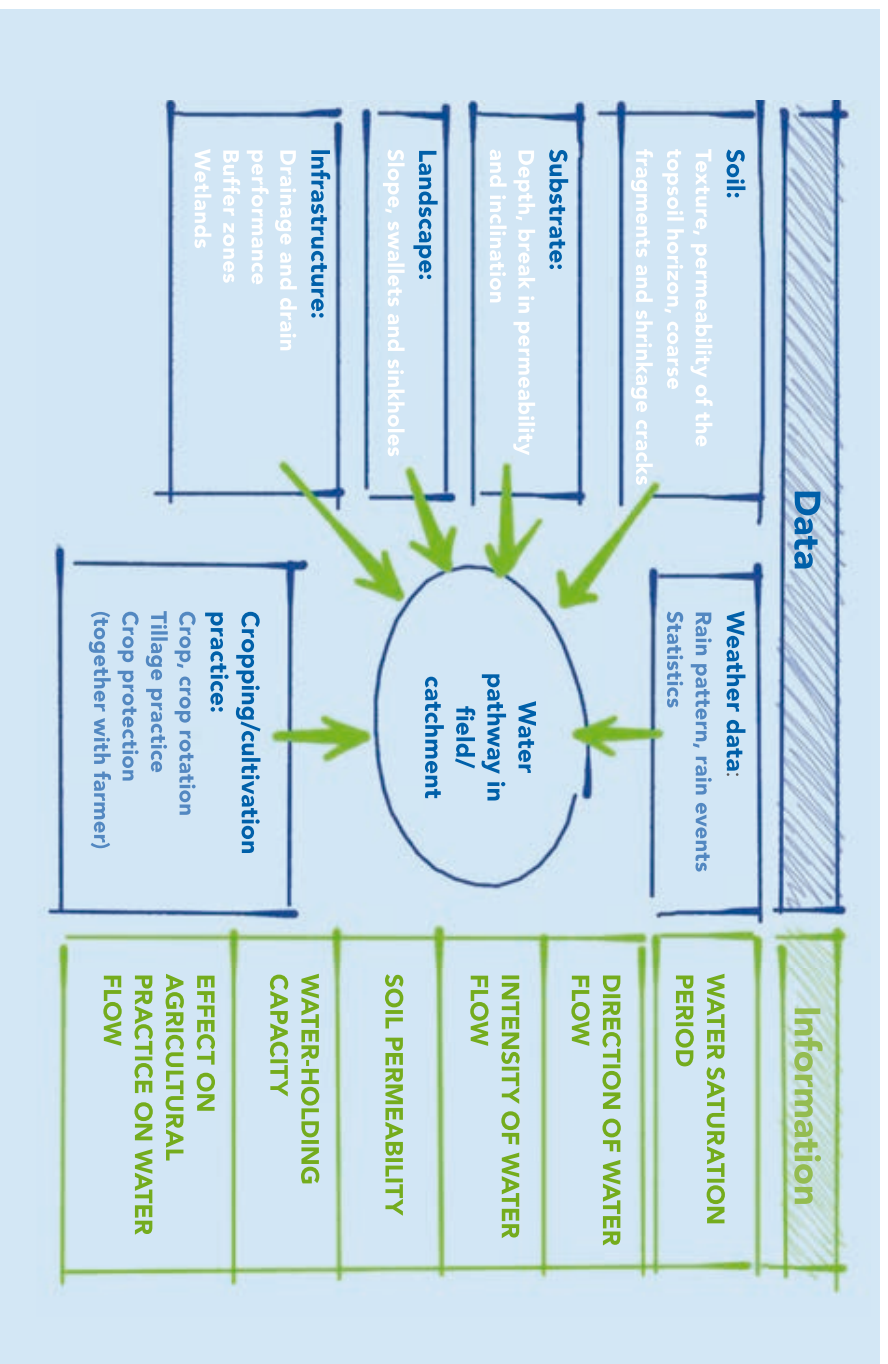 Data
Soil:
Texture, permeability of the
topsoil horizon, coarse
fragments and shrinkage cracks
Substrate:
Depth, break in permeability
and inclination
Landscape:
Slope, swallets and sinkholes
Infrastructure:
Drainage and drain
performance
Buffer zones
Wetlands
Weather data:
Rain pattern, rain events
Statistics
Water
pathway in
field/
catchment
Cropping/cultivation
practice:
Crop, crop rotation
Tillage practice
Crop protection
(together with farmer)
Information
WATER SATURATION
PERIOD
DIRECTION OF WATER
FLOW
INTENSITY OF WATER
FLOW
SOIL PERMEABILITY
WATER-HOLDING
CAPACITY
EFFECT ON
AGRICULTURAL
PRACTICE ON WATER
FLOW